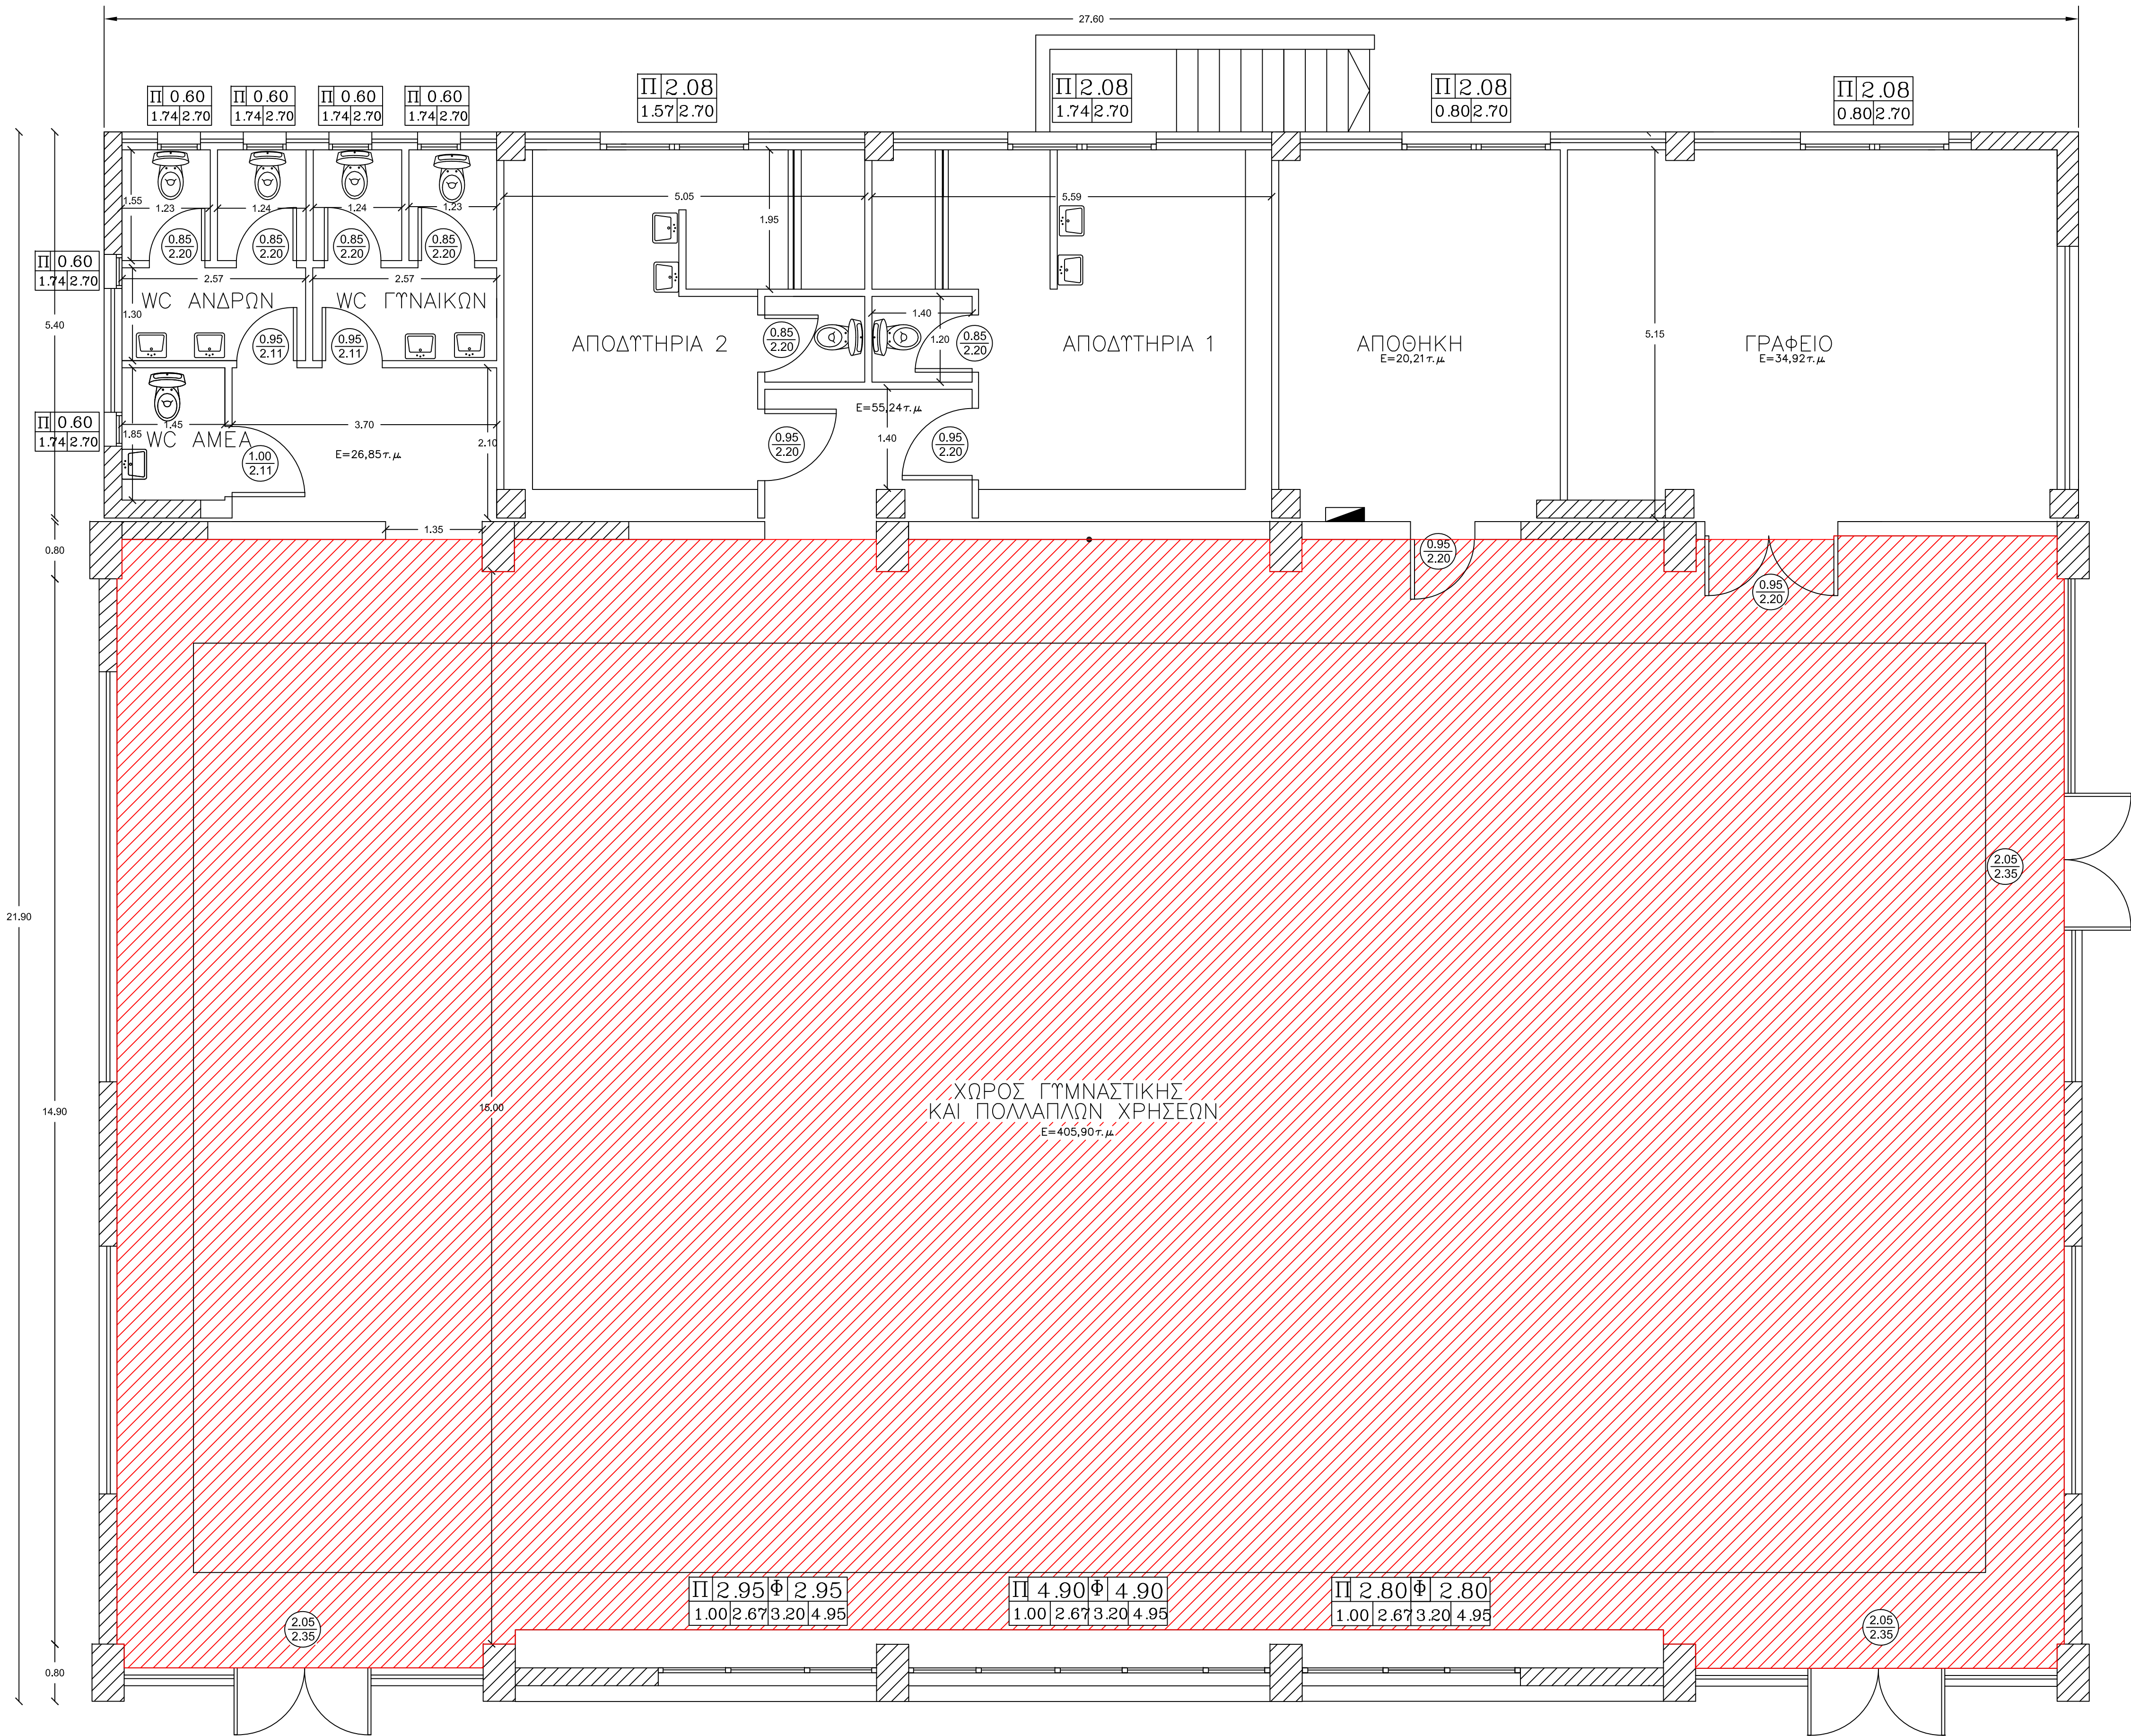 27.60
Π 0.60
1.74 2.70
Π 0.60
1.74 2.70
Π 0.60
1.74 2.70
Π 0.60
1.74 2.70
Π 2.08
1.57 2.70
Π 2.08
1.74 2.70
Π 2.08
0.80 2.70
Π 2.08
0.80 2.70
1.55
1.23
1.24
1.24
1.23
5.05
1.95
5.59
0.85
2.20
0.85
2.20
0.85
2.20
0.85
2.20
Π 0.60
1.74 2.70
2.57
2.57
WC ΑΝΔΡΩΝ
WC ΓΥΝΑΙΚΩΝ
1.30
5.40
0.95
2.11
0.95
2.11
ΑΠΟΔΥΤΗΡΙΑ 2
0.85
2.20
1.40
1.20
0.85
2.20
ΑΠΟΔΥΤΗΡΙΑ 1
ΑΠΟΘΗΚΗ
Ε=20,21τ.μ
5.15
ΓΡΑΦΕΙΟ
Ε=34,92τ.μ
Π 0.60
1.74 2.70
1.45
1.85
WC ΑΜΕΑ
3.70
2.10
Ε=26,85τ.μ
1.00
2.11
Ε=55,24τ.μ
0.95
2.20
1.40
0.95
2.20
1.35
0.80
0.95
2.20
0.95
2.20
2.05
2.35
21.90
14.90
15.00
ΧΩΡΟΣ ΓΥΜΝΑΣΤΙΚΗΣ
ΚΑΙ ΠΟΛΛΑΠΛΩΝ ΧΡΗΣΕΩΝ
Ε=405,90τ.μ
Π 2.95 Φ 2.95
1.00 2.67 3.20 4.95
Π 4.90 Φ 4.90
1.00 2.67 3.20 4.95
Π 2.80 Φ 2.80
1.00 2.67 3.20 4.95
2.05
2.35
2.05
2.35
0.80